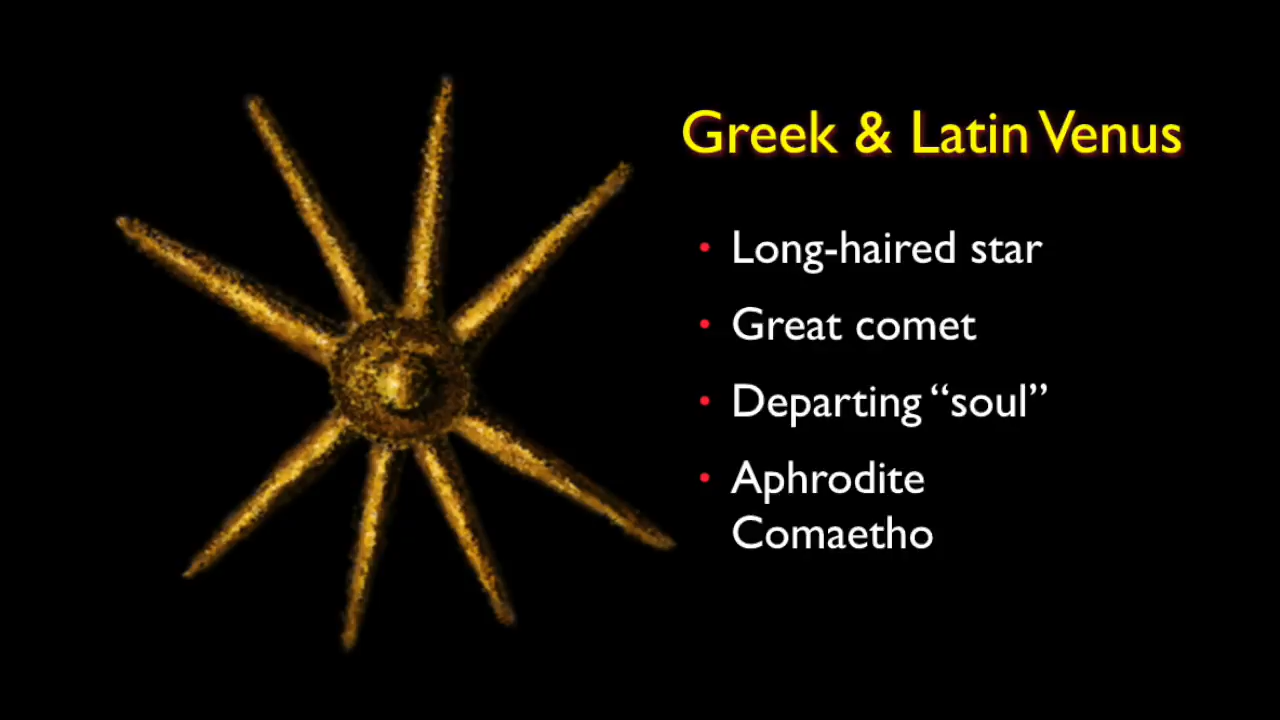 Greek & Latin Venus
• Long-haired star
• Great comet
• Departing “soul”
• Aphrodite
Comaetho